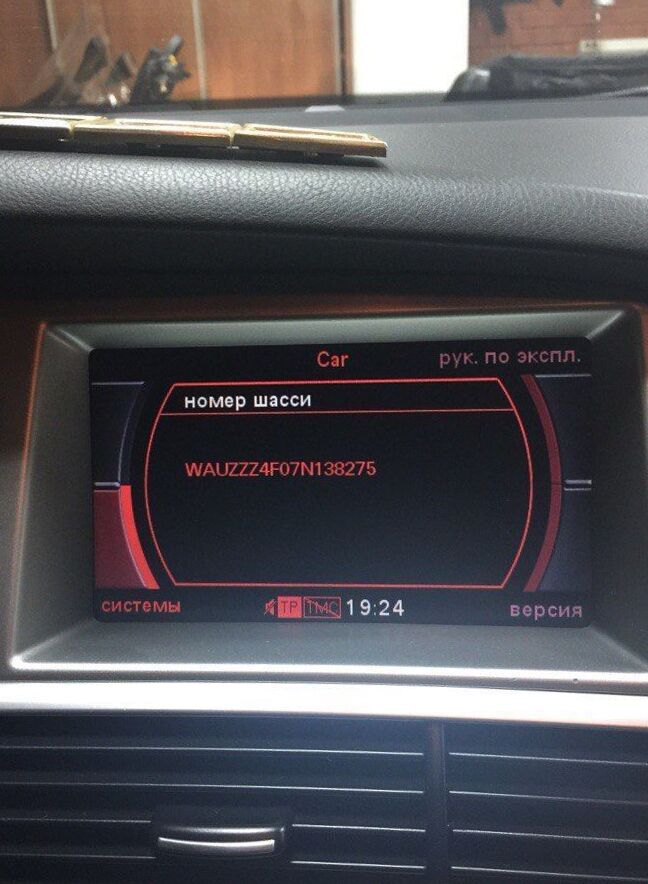 Car
рук. по экспл.
номер шасси
WAUZZZ4F07N138275
системы
TP TMC 19:24
версия